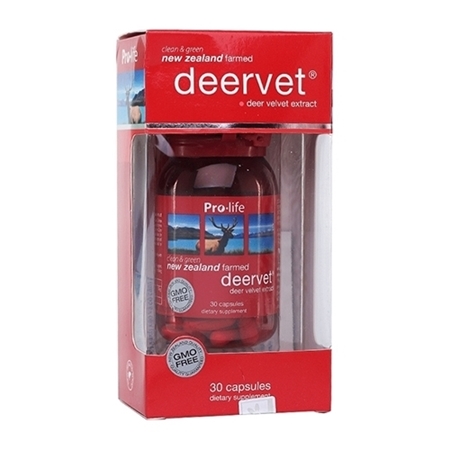 Pro-life
clean & green
new zealand farmed
deervet®
deer velvet extract
Pro-life
clean & green
new zealand farmed
deervet®
deer velvet extract
30 capsules
dietary supplement
GMO
FREE
GMO
FREE
30 capsules
dietary supplement